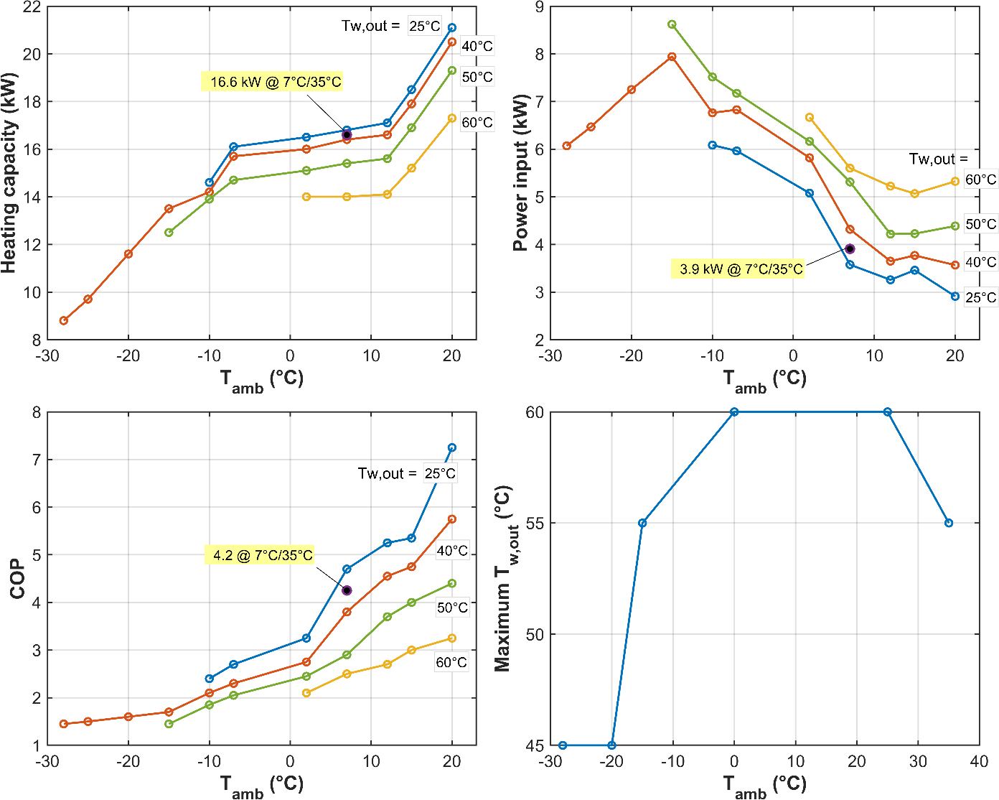 22
20
18
16
14
12
10
8
Heating capacity (kW)
Tw,out = 25°C
40°C
50°C
60°C
16.6 kW @ 7°C/35°C
-30 -20 -10 0 10 20
Tamb (°C)
9
8
7
6
5
4
3
2
Power input (kW)
Tw,out =
60°C
50°C
40°C
25°C
3.9 kW @ 7°C/35°C
-30 -20 -10 0 10 20
Tamb (°C)
8
7
6
5
4
3
2
1
COP
Tw,out = 25°C
40°C
50°C
60°C
4.2 @ 7°C/35°C
-30 -20 -10 0 10 20
Tamb (°C)
60
55
50
45
Maximum Tw,out (°C)
-30 -20 -10 0 10 20 30 40
Tamb (°C)